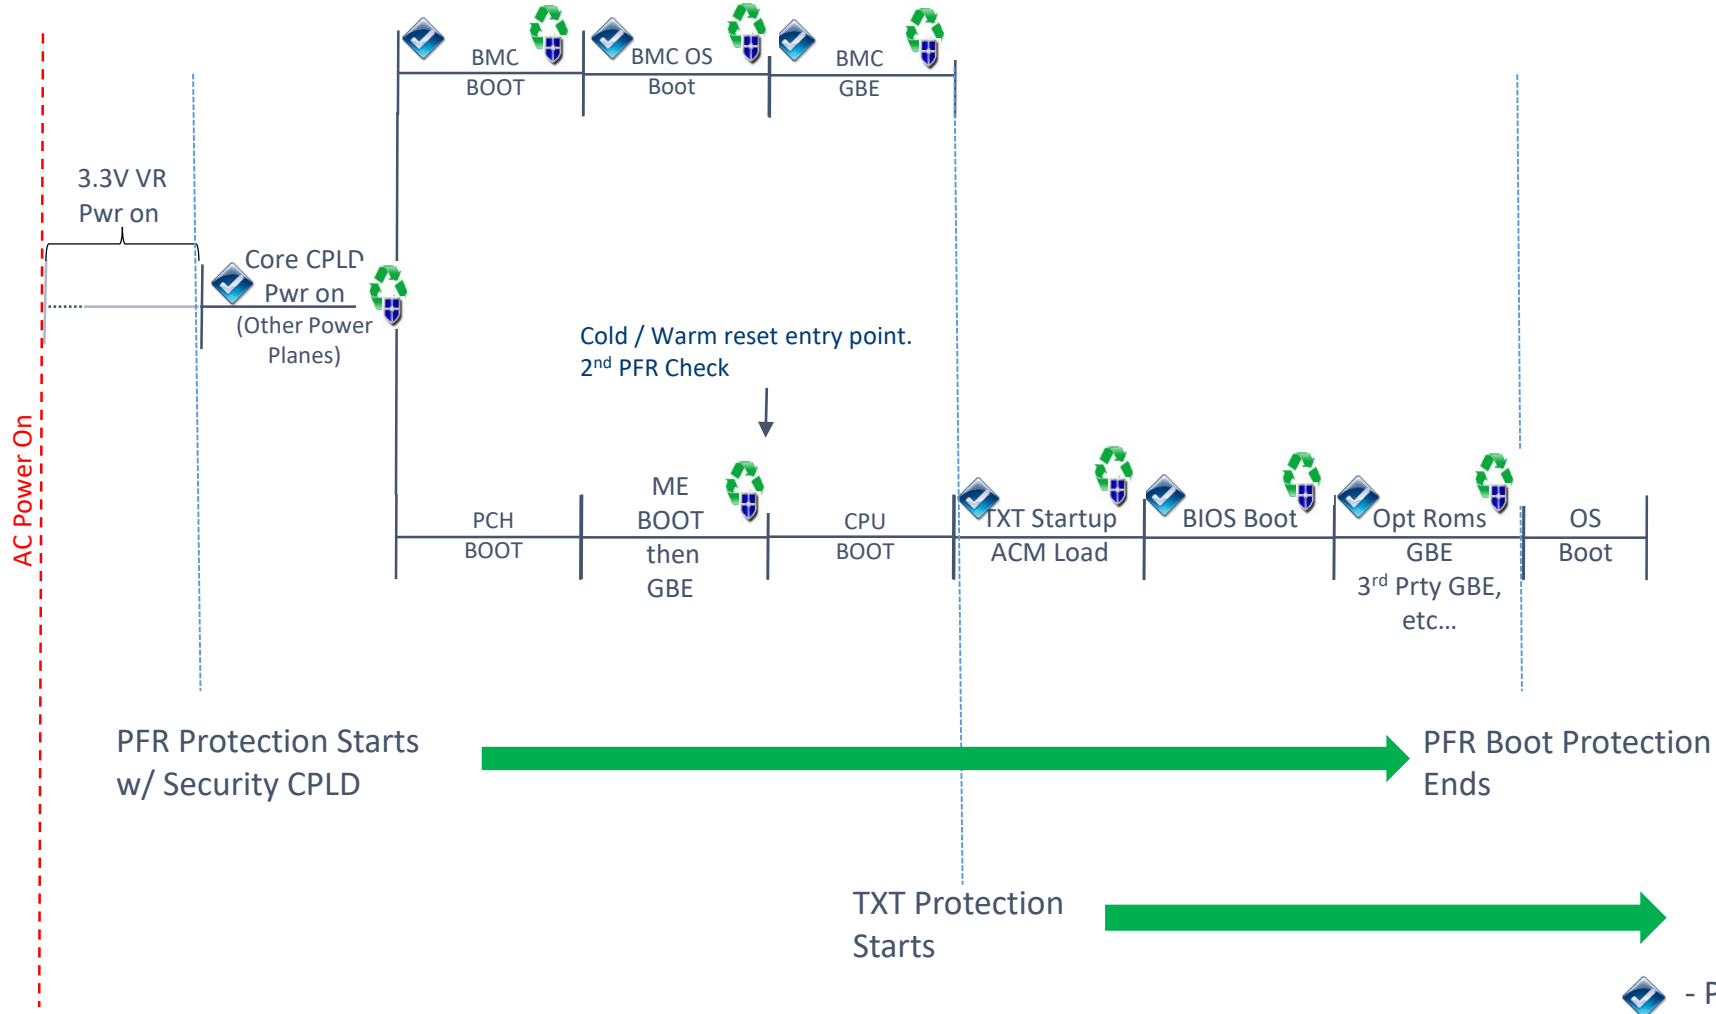 BMC
BOOT
BMC OS
Boot
BMC
GBE
3.3V VR
Pwr on
Core CPLD
Pwr on
(Other Power
Planes)
Cold / Warm reset entry point.
2nd PFR Check
AC Power On
PCH
BOOT
ME
BOOT
then
GBE
CPU
BOOT
TXT Startup
ACM Load
BIOS Boot
Opt Roms
GBE
3rd Prty GBE,
etc...
OS
Boot
PFR Protection Starts
w/ Security CPLD
PFR Boot Protection
Ends
TXT Protection
Starts
- P